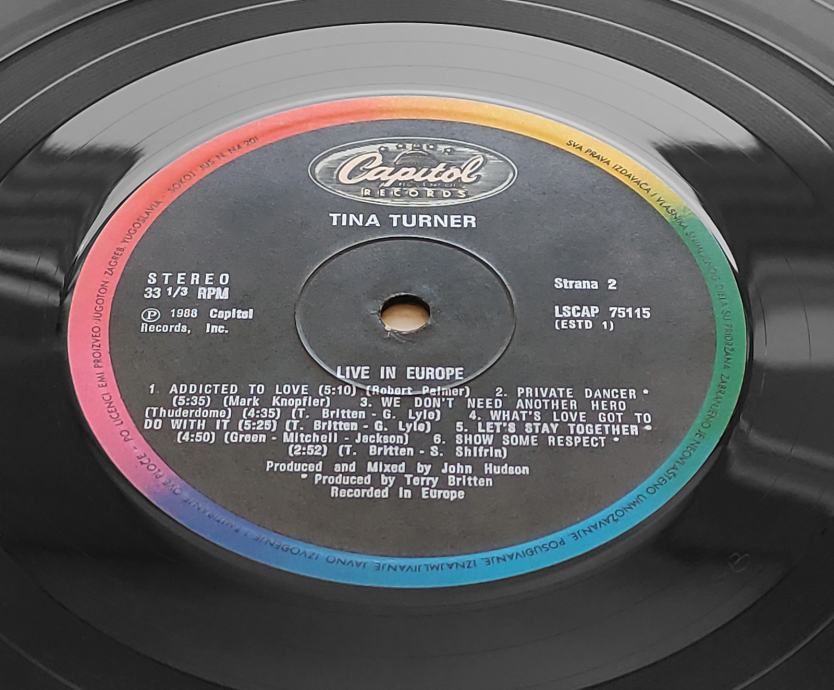 Capitol
RECORDS
TINA TURNER
STEREO
33 1/3 RPM
Ⓟ 1988 Capitol
Records, Inc.
Strana 2
LSCAP 75115
(ESTD 1)
LIVE IN EUROPE
1. ADDICTED TO LOVE (5:10) (Robert Palmer) 2. PRIVATE DANCER *
(5:35) (Mark Knopfler) 3. WE DON'T NEED ANOTHER HERO
(Thuderdome) (4:35) (T. Britten - G. Lyle) 4. WHAT'S LOVE GOT TO
DO WITH IT (5:25) (T. Britten - G. Lyle) 5. LET'S STAY TOGETHER *
(4:50) (Green - Mitchell - Jackson) 6. SHOW SOME RESPECT *
(2:52) (T. Britten - S. Shifrin)
Produced and Mixed by John Hudson
* Produced by Terry Britten
Recorded in Europe
PO LICENCI EMI PROIZVEO JUGOTON ZAGREB YUGOSLAVIA - SOKOJ
SVA PRAVA IZDAVAČA I VLASNIKA SNIMLJENOG DJELA SU PRIDRŽANA. ZABRANJENO JE NEOVLAŠTENO UMNOŽAVANJE, POSUĐIVANJE, IZNAJMLJIVANJE, JAVNO IZVOĐENJE I EMITIRANJE OVE PLOČE